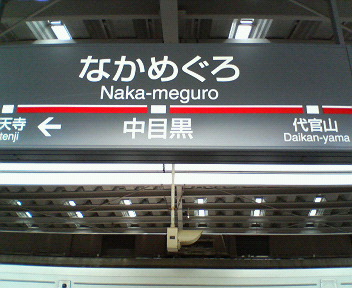 なかめぐろ
Naka-meguro
天寺
tenji
中目黒
代官山
Daikan-yama